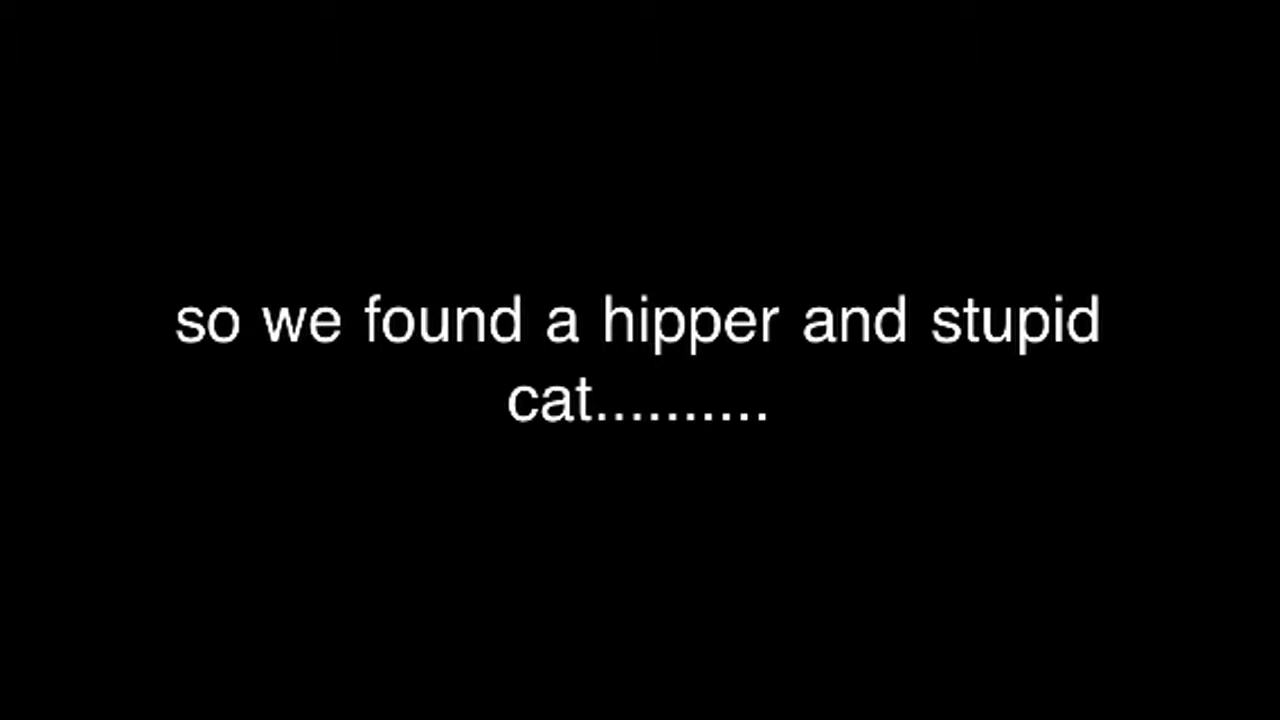 so we found a hipper and stupid
cat..........